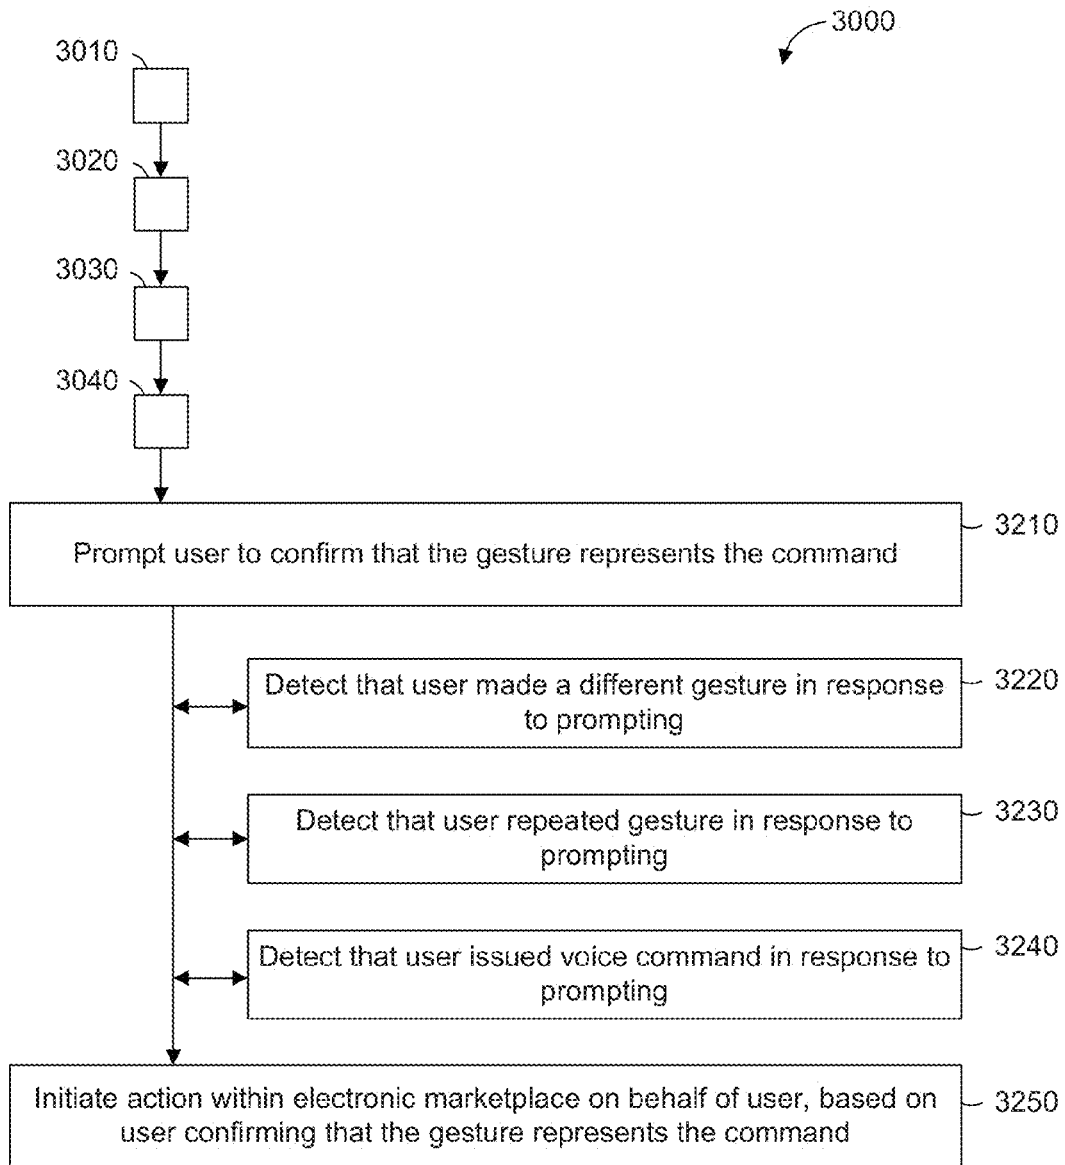 3000
3010
3020
3030
3040
3210
Prompt user to confirm that the gesture represents the command
3220
Detect that user made a different gesture in response
to prompting
3230
Detect that user repeated gesture in response to
prompting
3240
Detect that user issued voice command in response to
prompting
Initiate action within electronic marketplace on behalf of user, based on
user confirming that the gesture represents the command
3250